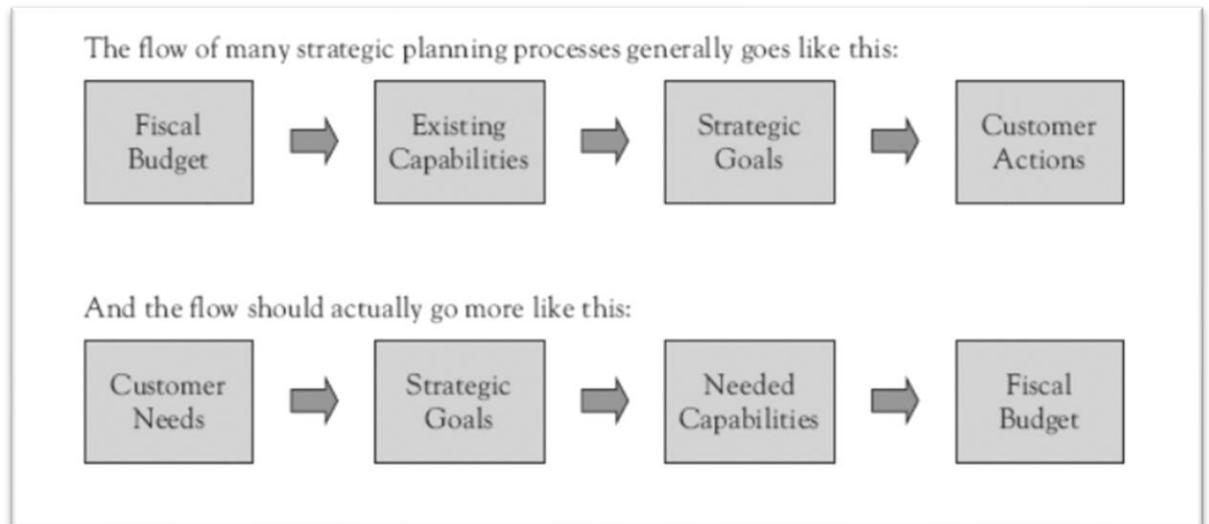 The flow of many strategic planning processes generally goes like this:
Fiscal
Budget
Existing
Capabilities
Strategic
Goals
Customer
Actions
And the flow should actually go more like this:
Customer
Needs
Strategic
Goals
Needed
Capabilities
Fiscal
Budget